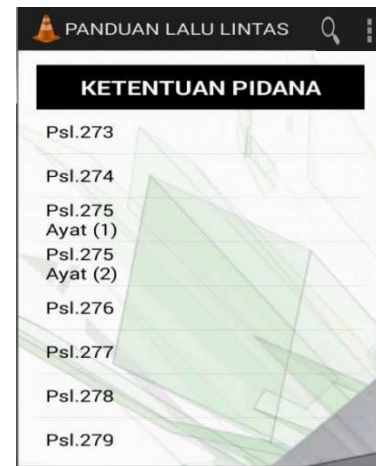 PANDUAN LALU LINTAS
KETENTUAN PIDANA
Psl.273
Psl.274
Psl.275
Ayat (1)
Psl.275
Ayat (2)
Psl.276
Psl.277
Psl.278
Psl.279